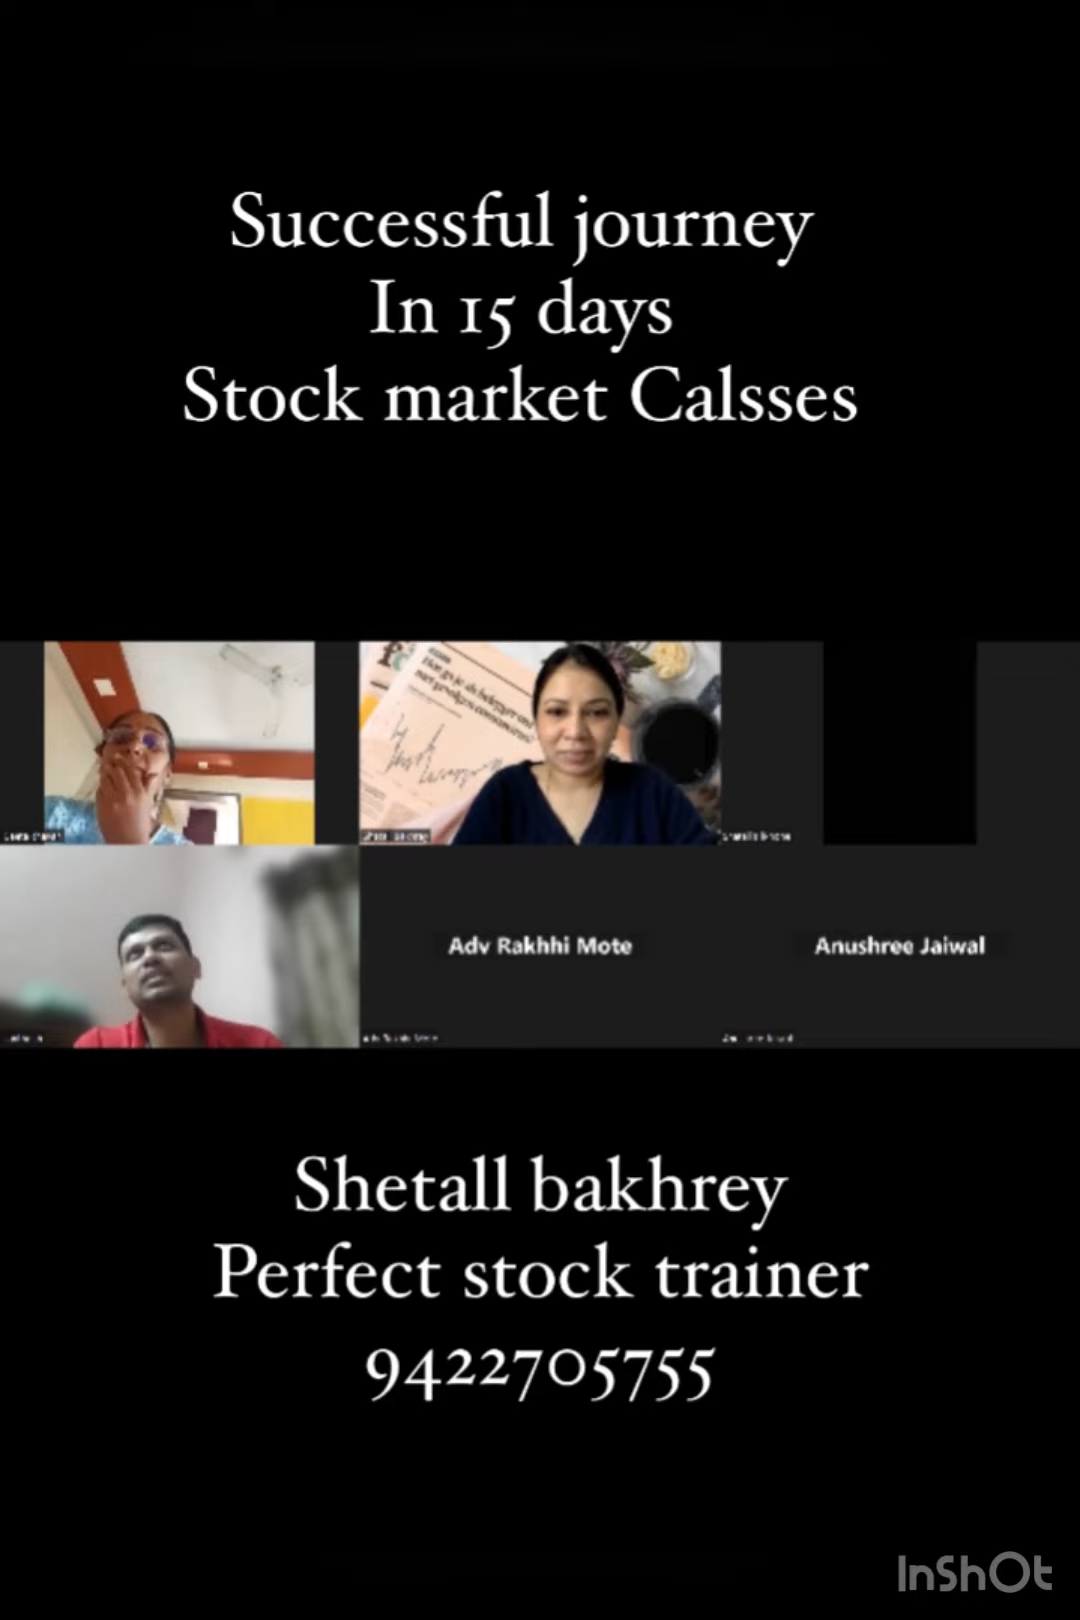 Successful journey
In 15 days
Stock market Calsses
Adv Rakhhi Mote
Anushree Jaiwal
Shetall bakhrey
Perfect stock trainer
9422705755
InShOt